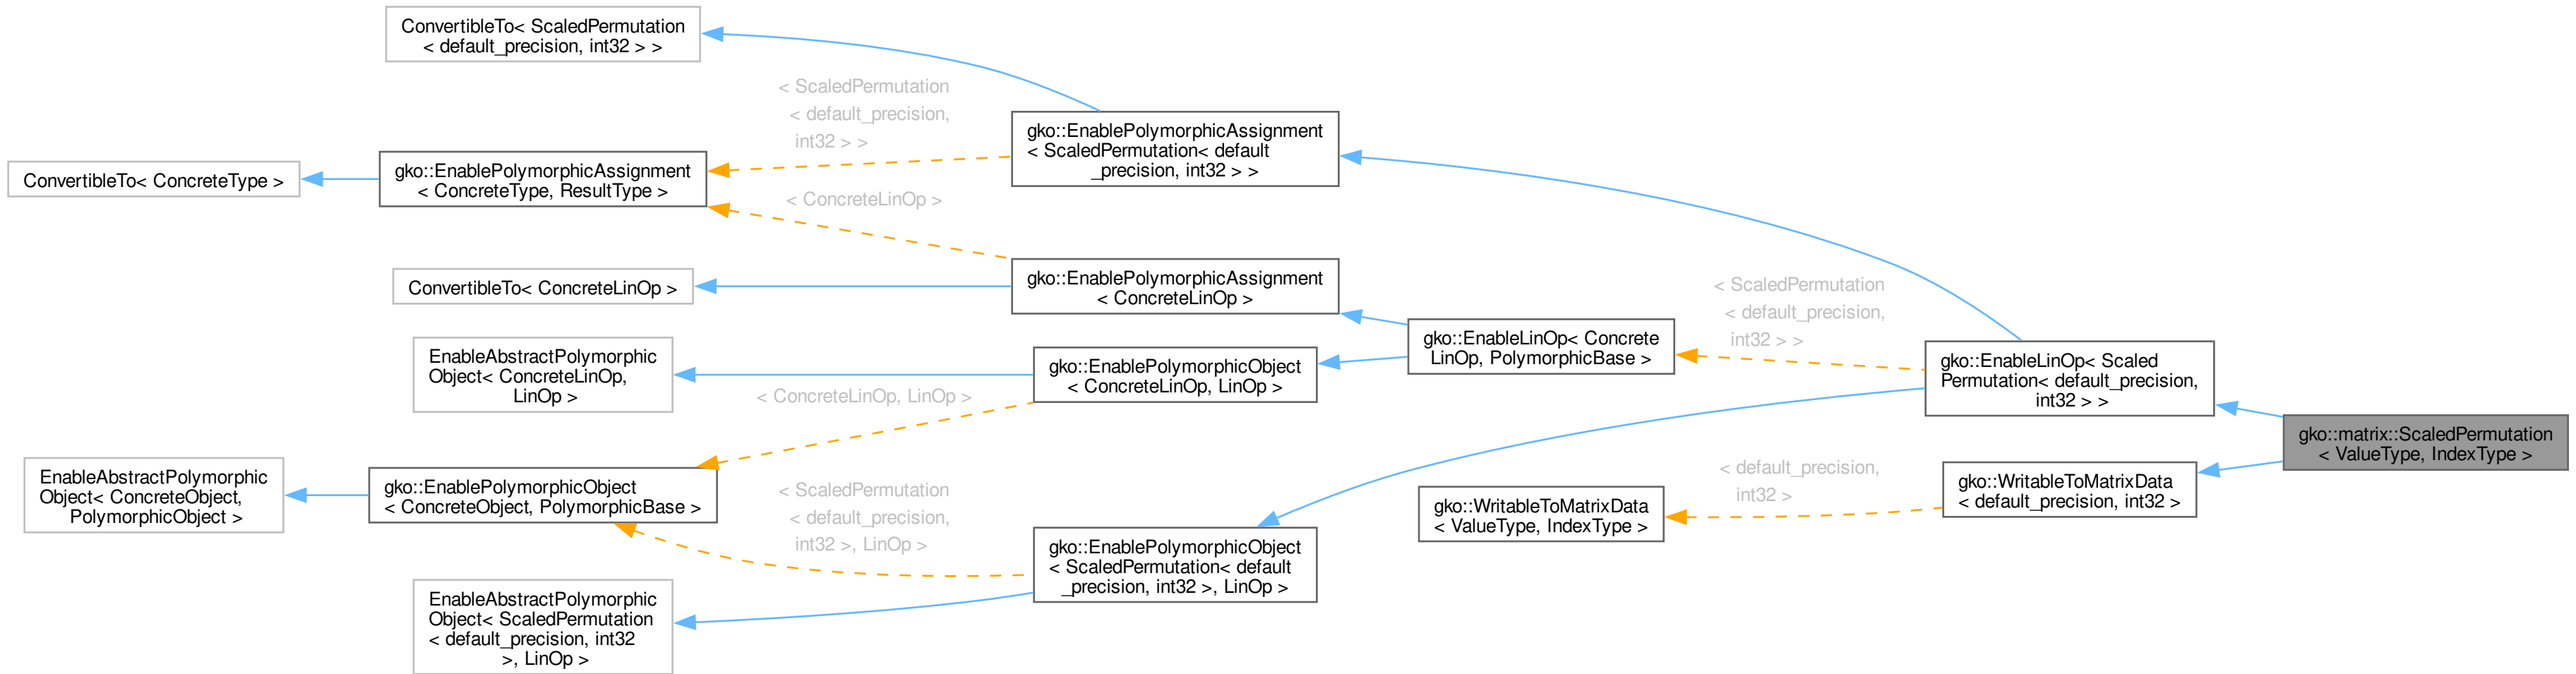 ConvertibleTo< ScaledPermutation
< default_precision, int32 > >
< ScaledPermutation
< default_precision,
int32 > >
gko::EnablePolymorphicAssignment
< ScaledPermutation< default
_precision, int32 > >
ConvertibleTo< ConcreteType >
gko::EnablePolymorphicAssignment
< ConcreteType, ResultType >
< ConcreteLinOp >
ConvertibleTo< ConcreteLinOp >
gko::EnablePolymorphicAssignment
< ConcreteLinOp >
< ScaledPermutation
< default_precision,
int32 > >
gko::EnableLinOp< Concrete
LinOp, PolymorphicBase >
EnableAbstractPolymorphic
Object< ConcreteLinOp,
LinOp >
gko::EnablePolymorphicObject
< ConcreteLinOp, LinOp >
gko::EnableLinOp< Scaled
Permutation< default_precision,
int32 > >
< ConcreteLinOp, LinOp >
gko::matrix::ScaledPermutation
< ValueType, IndexType >
EnableAbstractPolymorphic
Object< ConcreteObject,
PolymorphicObject >
gko::EnablePolymorphicObject
< ConcreteObject, PolymorphicBase >
< ScaledPermutation
< default_precision,
int32 >, LinOp >
gko::WritableToMatrixData
< ValueType, IndexType >
< default_precision,
int32 >
gko::WritableToMatrixData
< default_precision, int32 >
gko::EnablePolymorphicObject
< ScaledPermutation< default
_precision, int32 >, LinOp >
EnableAbstractPolymorphic
Object< ScaledPermutation
< default_precision, int32
>, LinOp >